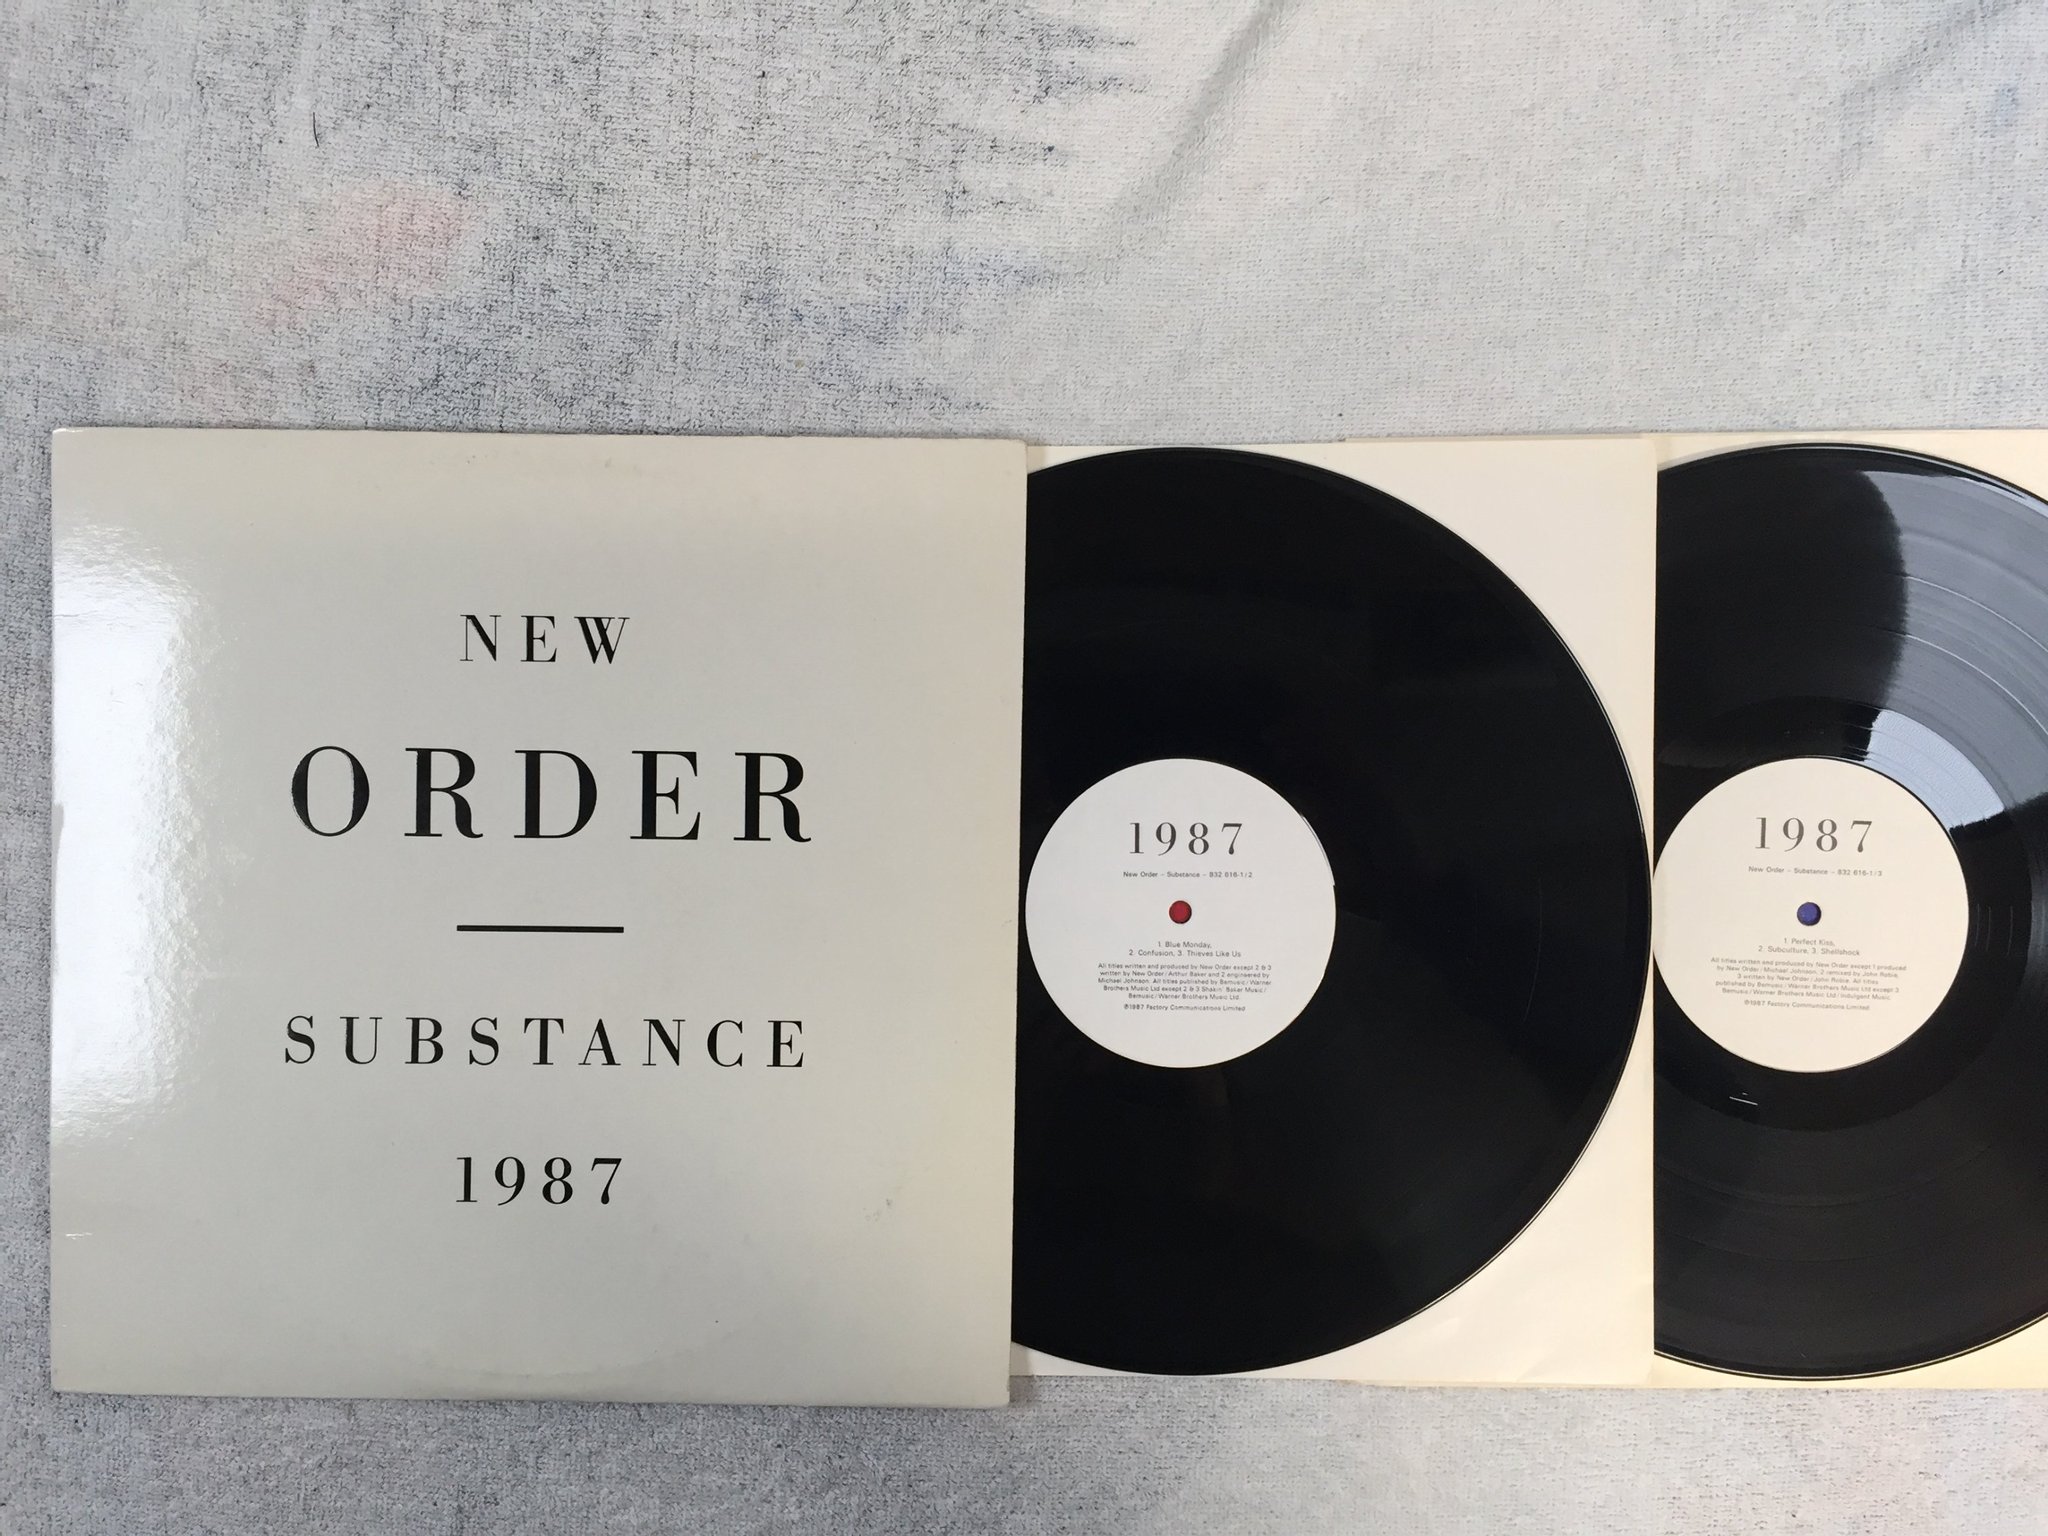 NEW
ORDER
SUBSTANCE
1987
1987
New Order – Substance – 832 616-1/2
1 Blue Monday,
2. Confusion, 3. Thieves Like Us
All titles written and produced by New Order except 2 & 3
written by New Order/Arthur Baker and 2 engineered by
Michael Johnson. All titles published by Bemusic/Warner
Brothers Music Ltd except 2 & 3 Shakin' Baker Music/
Bemusic/Warner Brothers Music Ltd.
℗1987 Factory Communications Limited
1987
New Order – Substance – 832 616-1/3
1 Perfect Kiss,
2. Subculture, 3. Shellshock
All titles written and produced by New Order except 1 produced
by New Order/Michael Johnson, 2 remixed by John Robie,
3 written by New Order/John Robie. All titles
published by Bemusic/Warner Brothers Music Ltd except 3
Bemusic/Warner Brothers Music Ltd/Indulgent Music.
℗1987 Factory Communications Limited